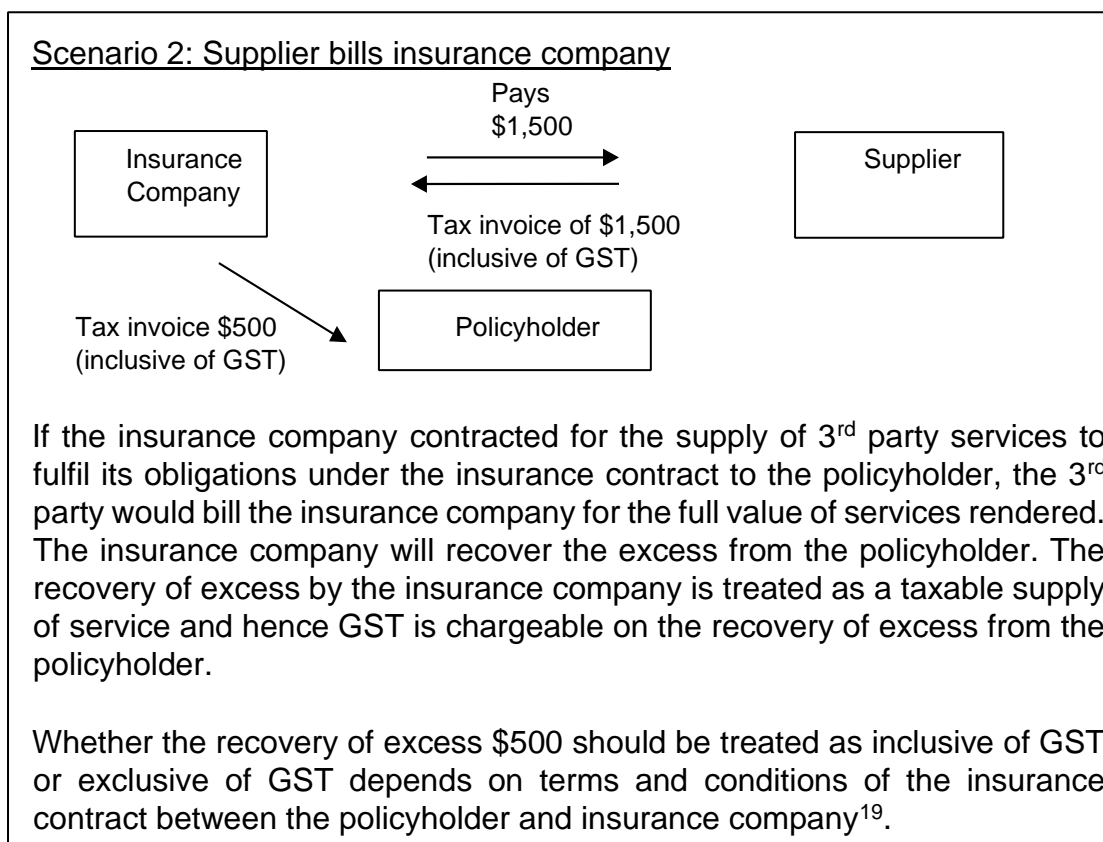 Scenario 2: Supplier bills insurance company
Pays
$1,500
Insurance
Company
Supplier
Tax invoice of $1,500
(inclusive of GST)
Tax invoice $500
(inclusive of GST)
Policyholder
If the insurance company contracted for the supply of 3rd party services to
fulfil its obligations under the insurance contract to the policyholder, the 3rd
party would bill the insurance company for the full value of services rendered.
The insurance company will recover the excess from the policyholder. The
recovery of excess by the insurance company is treated as a taxable supply
of service and hence GST is chargeable on the recovery of excess from the
policyholder.
Whether the recovery of excess $500 should be treated as inclusive of GST
or exclusive of GST depends on terms and conditions of the insurance
contract between the policyholder and insurance company19.